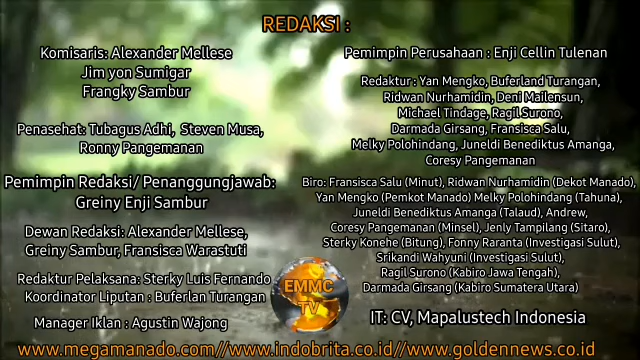 REDAKSI :
Komisaris: Alexander Mellese
Jim yon Sumigar
Frangky Sambur
Penasehat: Tubagus Adhi, Steven Musa,
Ronny Pangemanan
Pemimpin Redaksi/ Penanggungjawab:
Greiny Enji Sambur
Dewan Redaksi: Alexander Mellese,
Greiny Sambur, Fransisca Warastuti
Redaktur Pelaksana: Sterky Luis Fernando
Koordinator Liputan : Buferlan Turangan
Manager Iklan : Agustin Wajong
Pemimpin Perusahaan : Enji Cellin Tulenan
Redaktur : Yan Mengko, Buferland Turangan,
Ridwan Nurhamidin, Deni Mailensun,
Michael Tindage, Ragil Surono,
Darmada Girsang, Fransisca Salu,
Melky Polohindang, Juneldi Benediktus Amanga,
Coresy Pangemanan
Biro: Fransisca Salu (Minut), Ridwan Nurhamidin (Dekot Manado),
Yan Mengko (Pemkot Manado) Melky Polohindang (Tahuna),
Juneldi Benediktus Amanga (Talaud), Andrew,
Coresy Pangemanan (Minsel), Jenly Tampilang (Sitaro),
Sterky Konehe (Bitung), Fonny Raranta (Investigasi Sulut),
Srikandi Wahyuni (Investigasi Sulut),
Ragil Surono (Kabiro Jawa Tengah),
Darmada Girsang (Kabiro Sumatera Utara)
EMMC
TV
IT: CV, Mapalustech Indonesia
www.megamanado.com//www.indobrita.co.id//www.goldennews.co.id